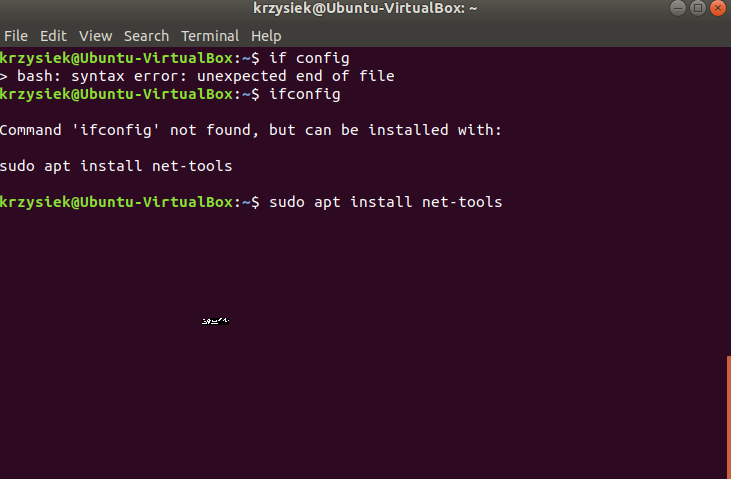 krzysiek@Ubuntu-VirtualBox: ~
File Edit View Search Terminal Help
krzysiek@Ubuntu-VirtualBox:~$ if config
> bash: syntax error: unexpected end of file
krzysiek@Ubuntu-VirtualBox:~$ ifconfig
Command 'ifconfig' not found, but can be installed with:
sudo apt install net-tools
krzysiek@Ubuntu-VirtualBox:~$ sudo apt install net-tools